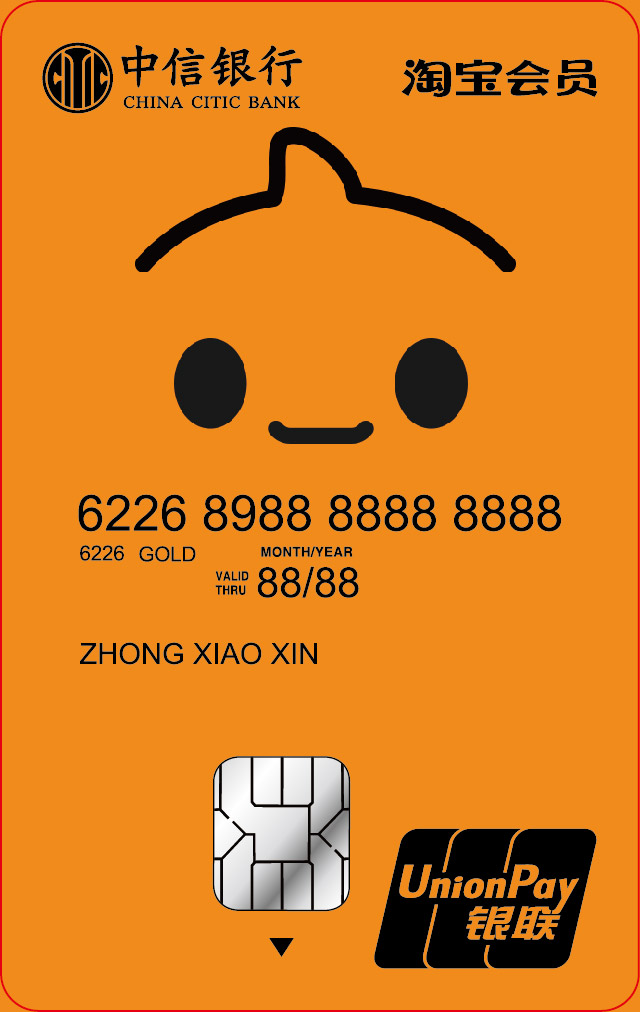 中信银行
CHINA CITIC BANK
淘宝会员
6226 8988 8888 8888
6226 GOLD
MONTH/YEAR
VALID THRU 88/88
ZHONG XIAO XIN
UnionPay
银联